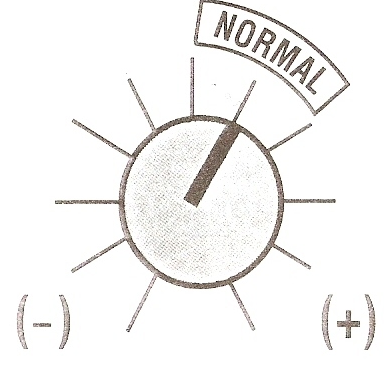 NORMAL
(-)
(+)